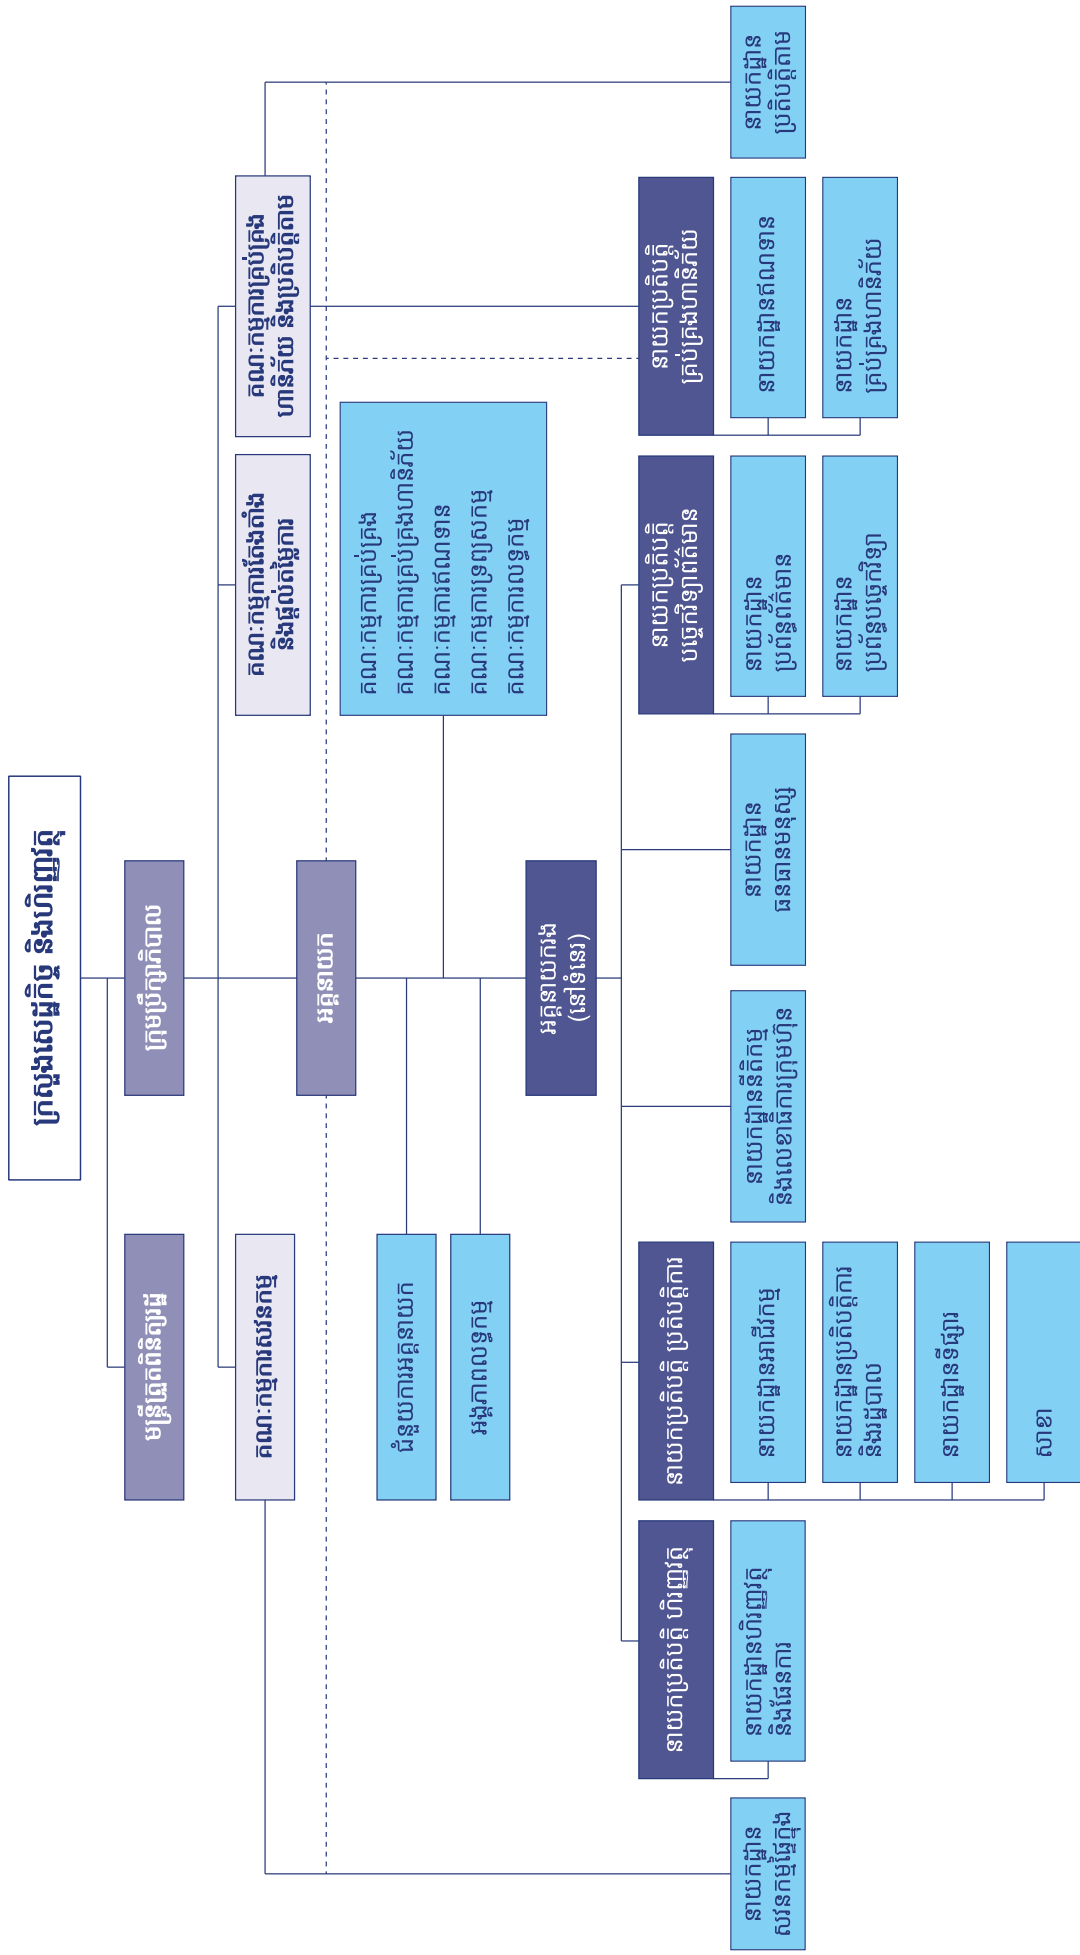 ក្រសួងសេដ្ឋកិច្ច និងហិរញ្ញវត្ថុ
មន្ត្រីត្រួតពិនិត្យរដ្ឋ
ក្រុមប្រឹក្សាភិបាល
គណៈកម្មការសវនកម្ម
គណៈកម្មការតែងតាំង
និងផ្តល់តម្លៃការ
គណៈកម្មការគ្រប់គ្រង
ហានិភ័យ និងប្រតិបត្តិតាម
អគ្គនាយក
ជំនួយការអគ្គនាយក
អង្គភាពលទ្ធកម្ម
គណៈកម្មការគ្រប់គ្រង
គណៈកម្មការគ្រប់គ្រងហានិភ័យ
គណៈកម្មការឥណទាន
គណៈកម្មការទ្រព្យសកម្ម
គណៈកម្មការលទ្ធកម្ម
អគ្គនាយករង
(នៅទំនេរ)
នាយកប្រតិបត្តិ ហិរញ្ញវត្ថុ
នាយកប្រតិបត្តិ ប្រតិបត្តិការ
នាយកប្រតិបត្តិ
បច្ចេកវិទ្យាព័ត៌មាន
នាយកប្រតិបត្តិ
គ្រប់គ្រងហានិភ័យ
នាយកដ្ឋាន
សវនកម្មផ្ទៃក្នុង
នាយកដ្ឋានហិរញ្ញវត្ថុ
និងផែនការ
នាយកដ្ឋានអាជីវកម្ម
នាយកដ្ឋាននីតិកម្ម
និងលេខាធិការក្រុមហ៊ុន
នាយកដ្ឋាន
ធនធានមនុស្ស
នាយកដ្ឋាន
ប្រព័ន្ធព័ត៌មាន
នាយកដ្ឋានឥណទាន
នាយកដ្ឋាន
ប្រតិបត្តិតាម
នាយកដ្ឋានប្រតិបត្តិការ
និងរដ្ឋបាល
នាយកដ្ឋាន
ប្រព័ន្ធបច្ចេកវិទ្យា
នាយកដ្ឋាន
គ្រប់គ្រងហានិភ័យ
នាយកដ្ឋានទីផ្សារ
សាខា